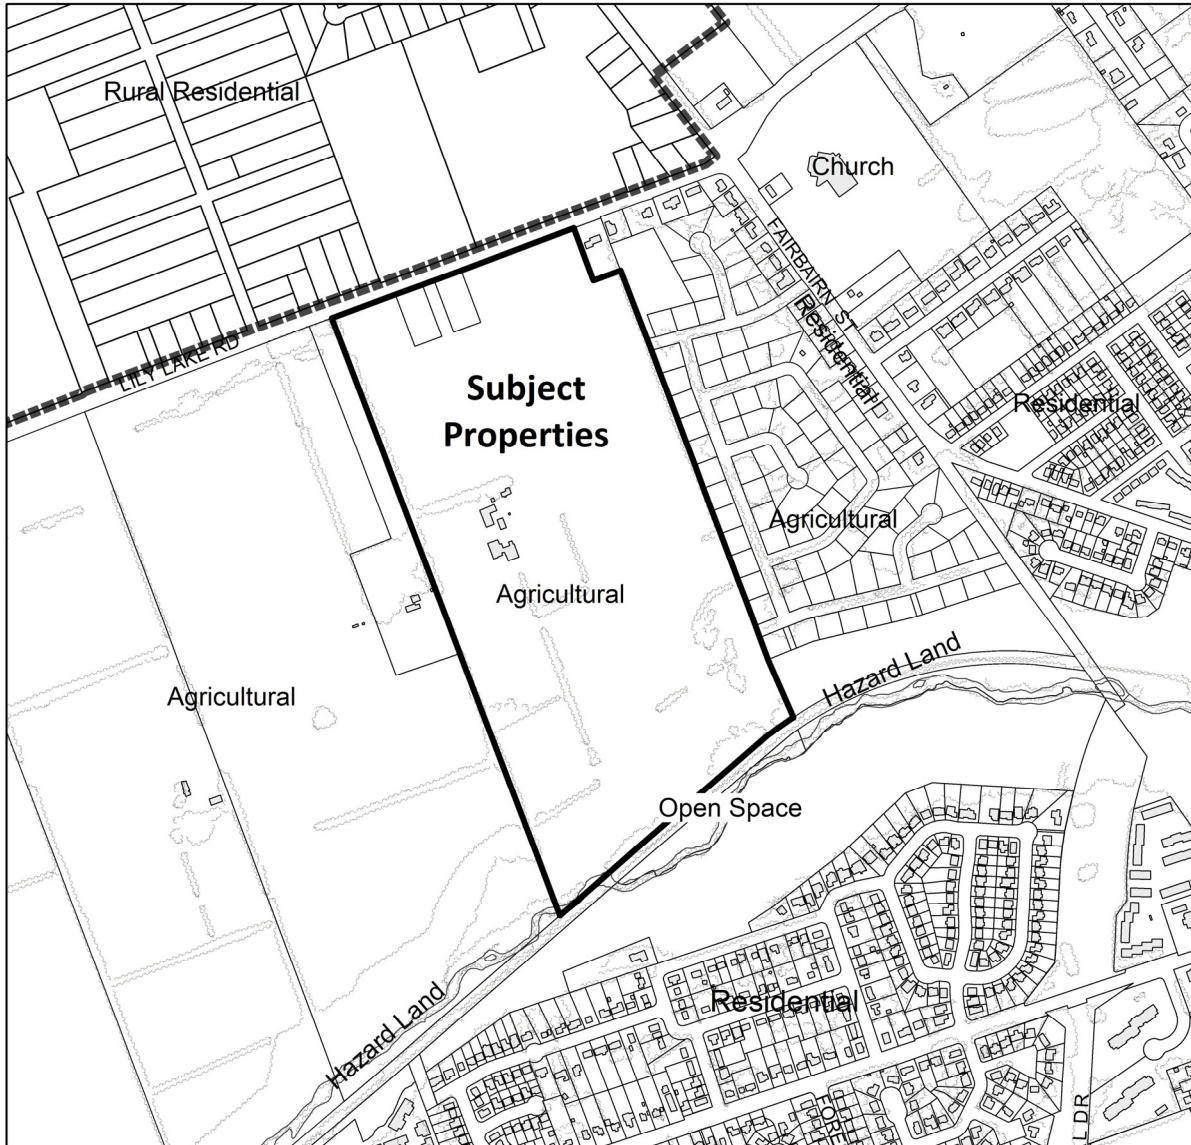 Rural Residential
Church
FAIRBAIRN ST
Residential
LILY LAKE RD
Subject
Properties
Residential
Agricultural
Agricultural
Hazard Land
Agricultural
Open Space
Residential
Hazard Land